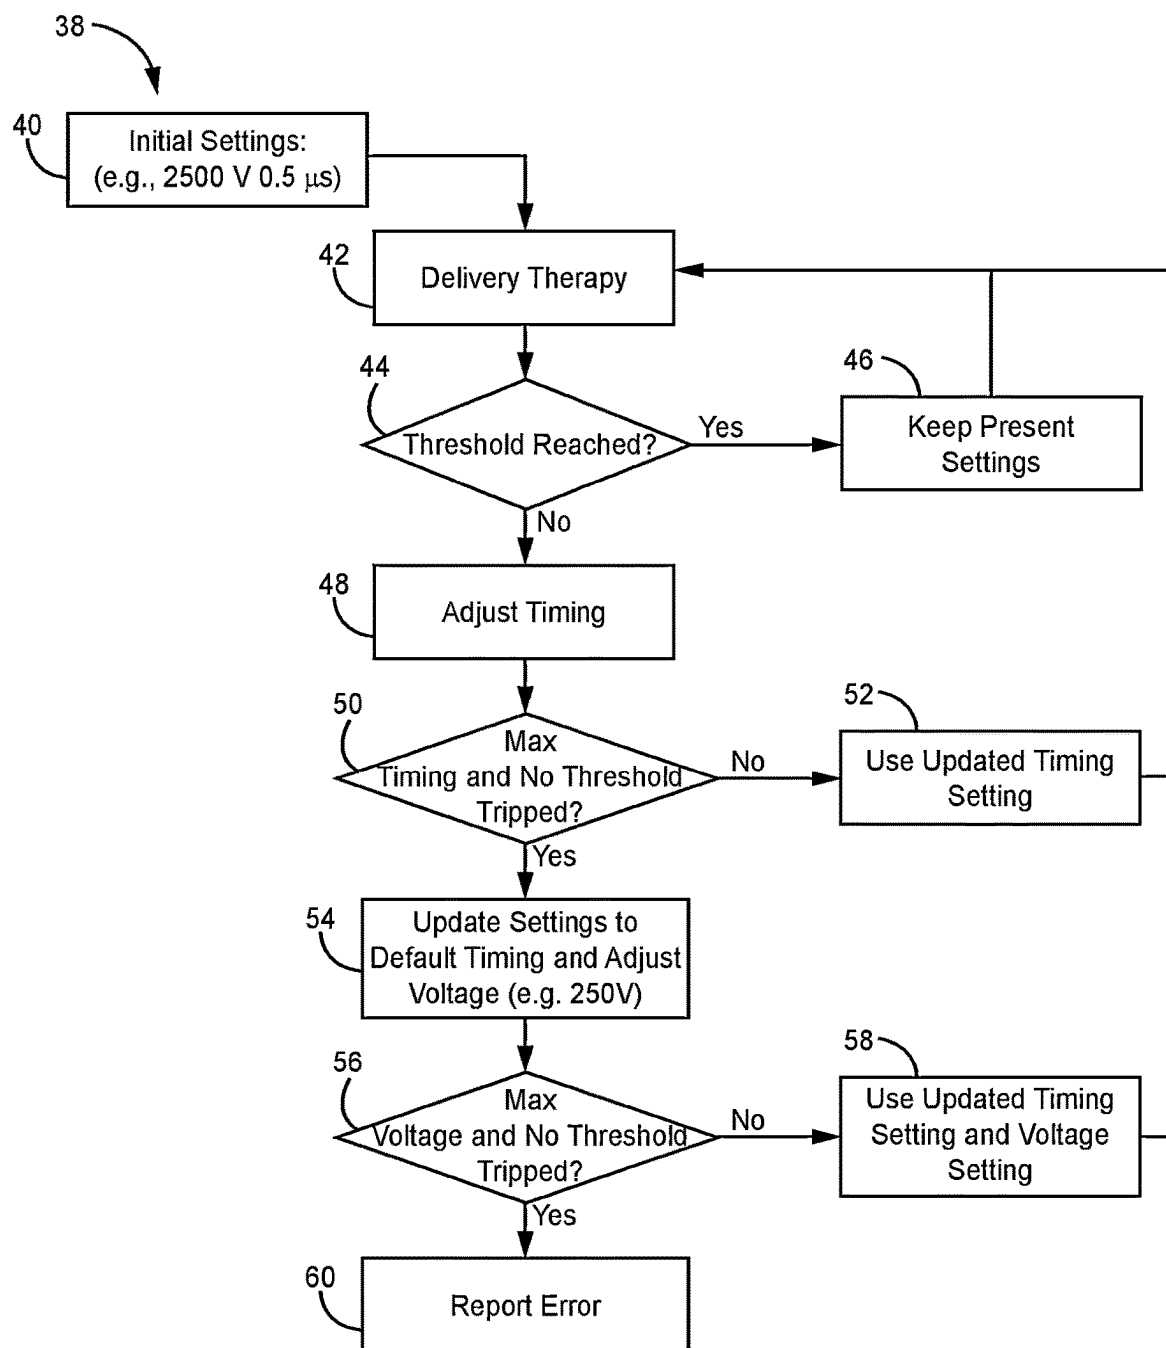 38
40
Initial Settings:
(e.g., 2500 V 0.5 μs)
42
Delivery Therapy
44
Threshold Reached?
Yes
46
Keep Present
Settings
No
48
Adjust Timing
50
Max
Timing and No Threshold
Tripped?
No
52
Use Updated Timing
Setting
Yes
54
Update Settings to
Default Timing and Adjust
Voltage (e.g. 250V)
56
Max
Voltage and No Threshold
Tripped?
No
58
Use Updated Timing
Setting and Voltage
Setting
Yes
60
Report Error